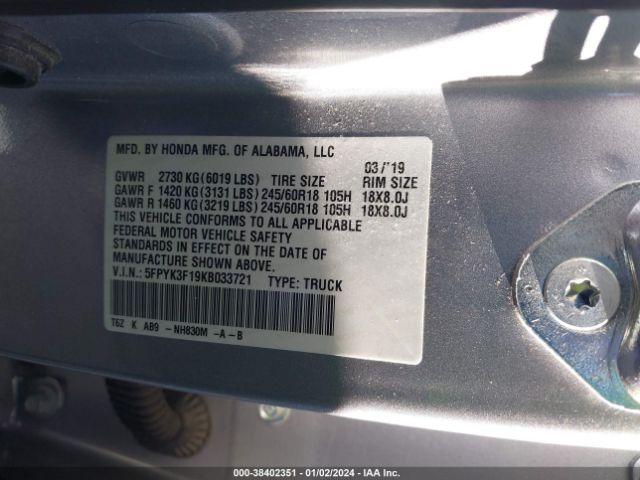 MFD. BY HONDA MFG. OF ALABAMA, LLC
03/'19
GVWR 2730 KG (6019 LBS) TIRE SIZE RIM SIZE
GAWR F 1420 KG (3131 LBS) 245/60R18 105H 18X8.0J
GAWR R 1460 KG (3219 LBS) 245/60R18 105H 18X8.0J
THIS VEHICLE CONFORMS TO ALL APPLICABLE
FEDERAL MOTOR VEHICLE SAFETY
STANDARDS IN EFFECT ON THE DATE OF
MANUFACTURE SHOWN ABOVE.
V.I.N.: 5FPYK3F19KB033721 TYPE: TRUCK
T6Z K AB9 -NH830M -A-B
000-38402351 | 01/02/2024 | IAA Inc.